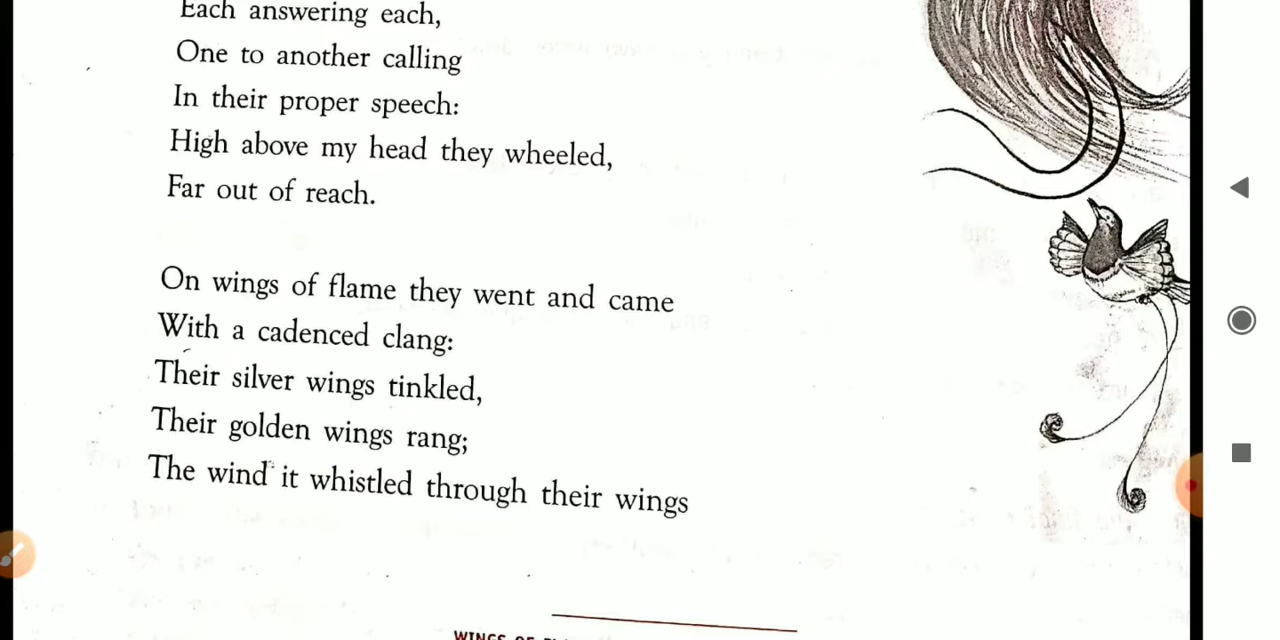 Each answering each,
One to another calling
In their proper speech:
High above my head they wheeled,
Far out of reach.
On wings of flame they went and came
With a cadenced clang:
Their silver wings tinkled,
Their golden wings rang;
The wind it whistled through their wings
WINGS OF